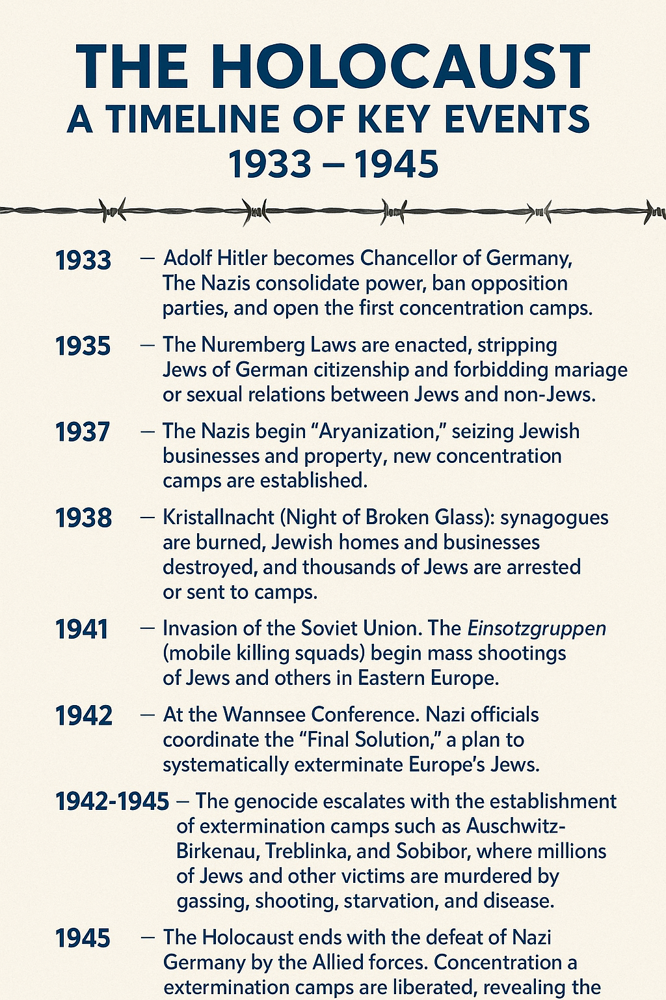 THE HOLOCAUST
A TIMELINE OF KEY EVENTS
1933 – 1945
1933 — Adolf Hitler becomes Chancellor of Germany,
The Nazis consolidate power, ban opposition
parties, and open the first concentration camps.
1935 — The Nuremberg Laws are enacted, stripping
Jews of German citizenship and forbidding mariage
or sexual relations between Jews and non-Jews.
1937 — The Nazis begin “Aryanization,” seizing Jewish
businesses and property, new concentration
camps are established.
1938 — Kristallnacht (Night of Broken Glass): synagogues
are burned, Jewish homes and businesses
destroyed, and thousands of Jews are arrested
or sent to camps.
1941 — Invasion of the Soviet Union. The Einsotzgruppen
(mobile killing squads) begin mass shootings
of Jews and others in Eastern Europe.
1942 — At the Wannsee Conference. Nazi officials
coordinate the “Final Solution,” a plan to
systematically exterminate Europe’s Jews.
1942-1945 — The genocide escalates with the establishment
of extermination camps such as Auschwitz-
Birkenau, Treblinka, and Sobibor, where millions
of Jews and other victims are murdered by
gassing, shooting, starvation, and disease.
1945 — The Holocaust ends with the defeat of Nazi
Germany by the Allied forces. Concentration a
extermination camps are liberated, revealing the